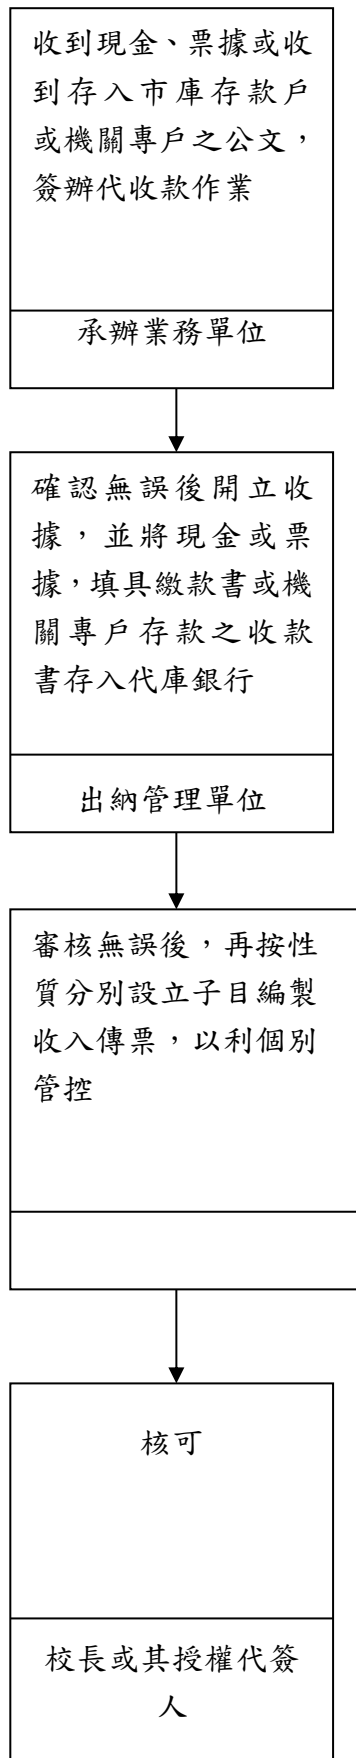 收到現金、票據或收
到存入市庫存款戶
或機關專戶之公文，
簽辦代收款作業
承辦業務單位
確認無誤後開立收
據，並將現金或票
據，填具繳款書或機
關專戶存款之收款
書存入代庫銀行
出納管理單位
審核無誤後，再按性
質分別設立子目編製
收入傳票，以利個別
管控
核可
校長或其授權代簽
人